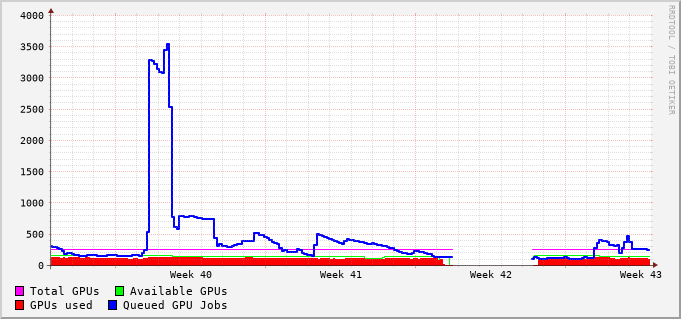 4000
3500
3000
2500
2000
1500
1000
500
0
Week 40 Week 41 Week 42 Week 43
Total GPUs Available GPUs
GPUs used Queued GPU Jobs
RRDTOOL / TOBI OETIKER